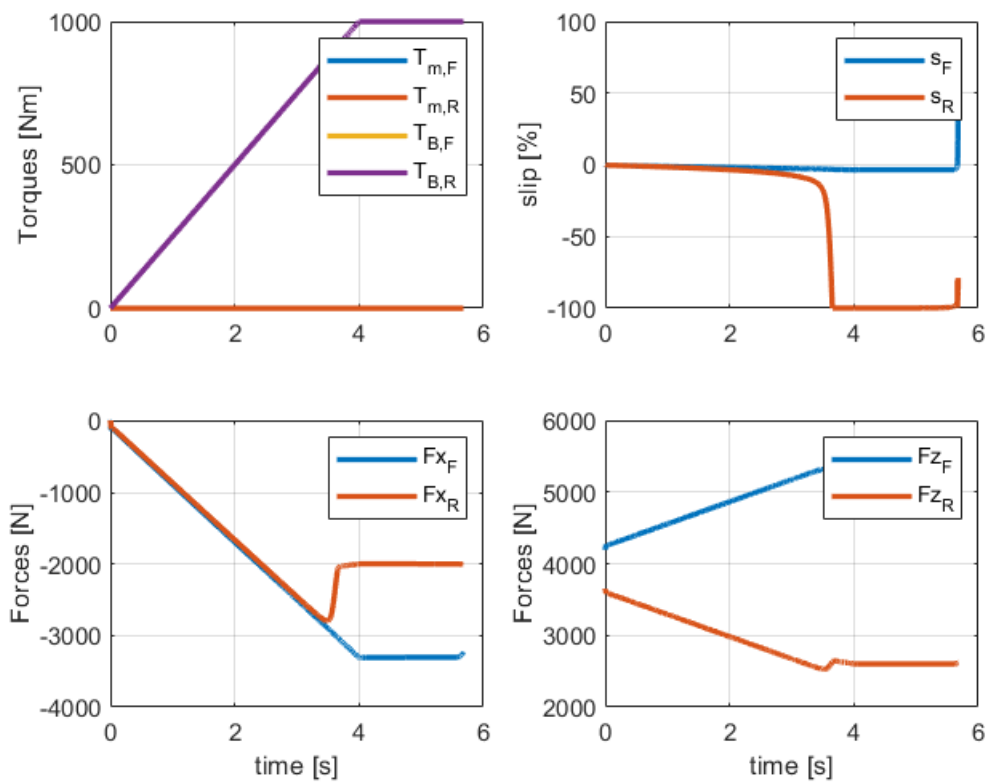 1000
500
0
0
2
4
6
Torques [Nm]
T_m,F
T_m,R
T_B,F
T_B,R
100
50
0
-50
-100
0
2
4
6
slip [%]
s_F
s_R
0
-1000
-2000
-3000
-4000
0
2
4
6
Forces [N]
time [s]
Fx_F
Fx_R
6000
5000
4000
3000
2000
0
2
4
6
Forces [N]
time [s]
Fz_F
Fz_R